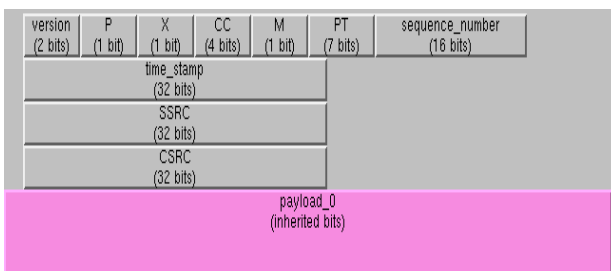 version P X CC M PT sequence_number
(2 bits) (1 bit) (1 bit) (4 bits) (1 bit) (7 bits) (16 bits)
time_stamp
(32 bits)
SSRC
(32 bits)
CSRC
(32 bits)
payload_0
(inherited bits)